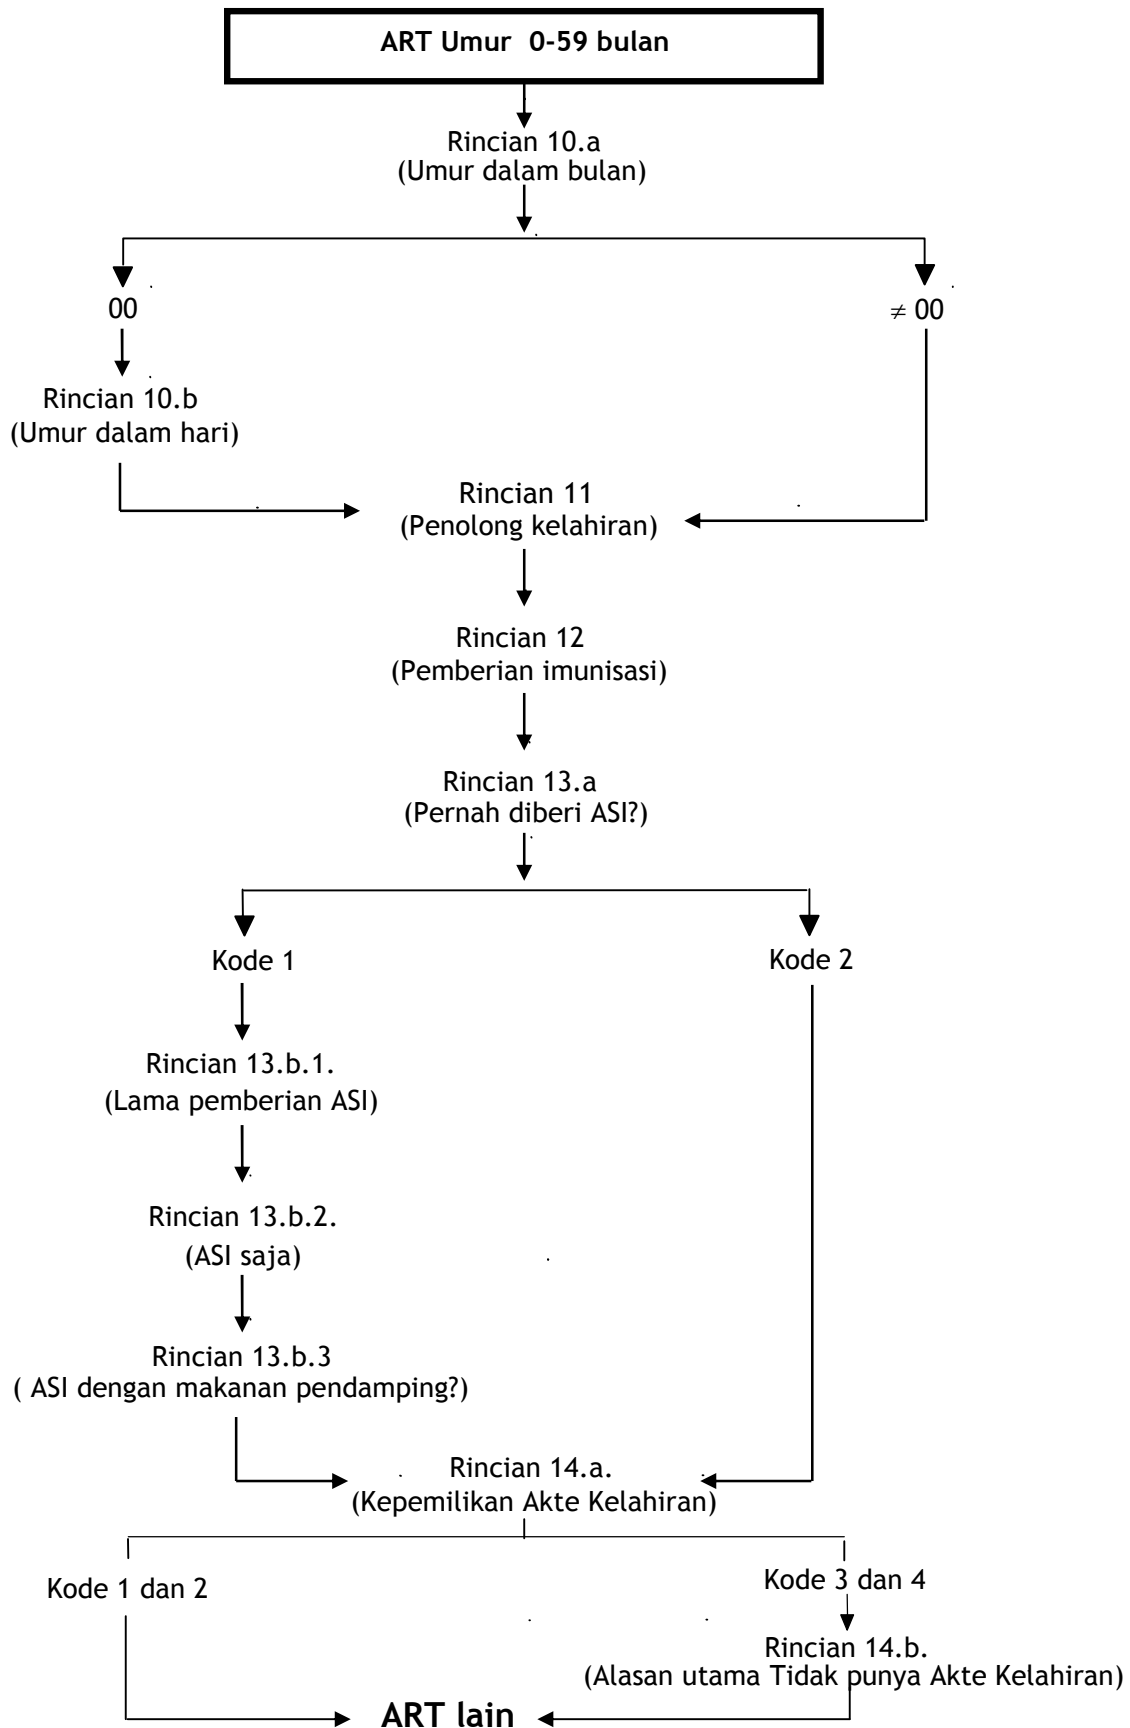 ART Umur 0-59 bulan
Rincian 10.a
(Umur dalam bulan)
00
≠ 00
Rincian 10.b
(Umur dalam hari)
Rincian 11
(Penolong kelahiran)
Rincian 12
(Pemberian imunisasi)
Rincian 13.a
(Pernah diberi ASI?)
Kode 1
Kode 2
Rincian 13.b.1.
(Lama pemberian ASI)
Rincian 13.b.2.
(ASI saja)
Rincian 13.b.3
( ASI dengan makanan pendamping?)
Rincian 14.a.
(Kepemilikan Akte Kelahiran)
Kode 1 dan 2
Kode 3 dan 4
Rincian 14.b.
(Alasan utama Tidak punya Akte Kelahiran)
ART lain